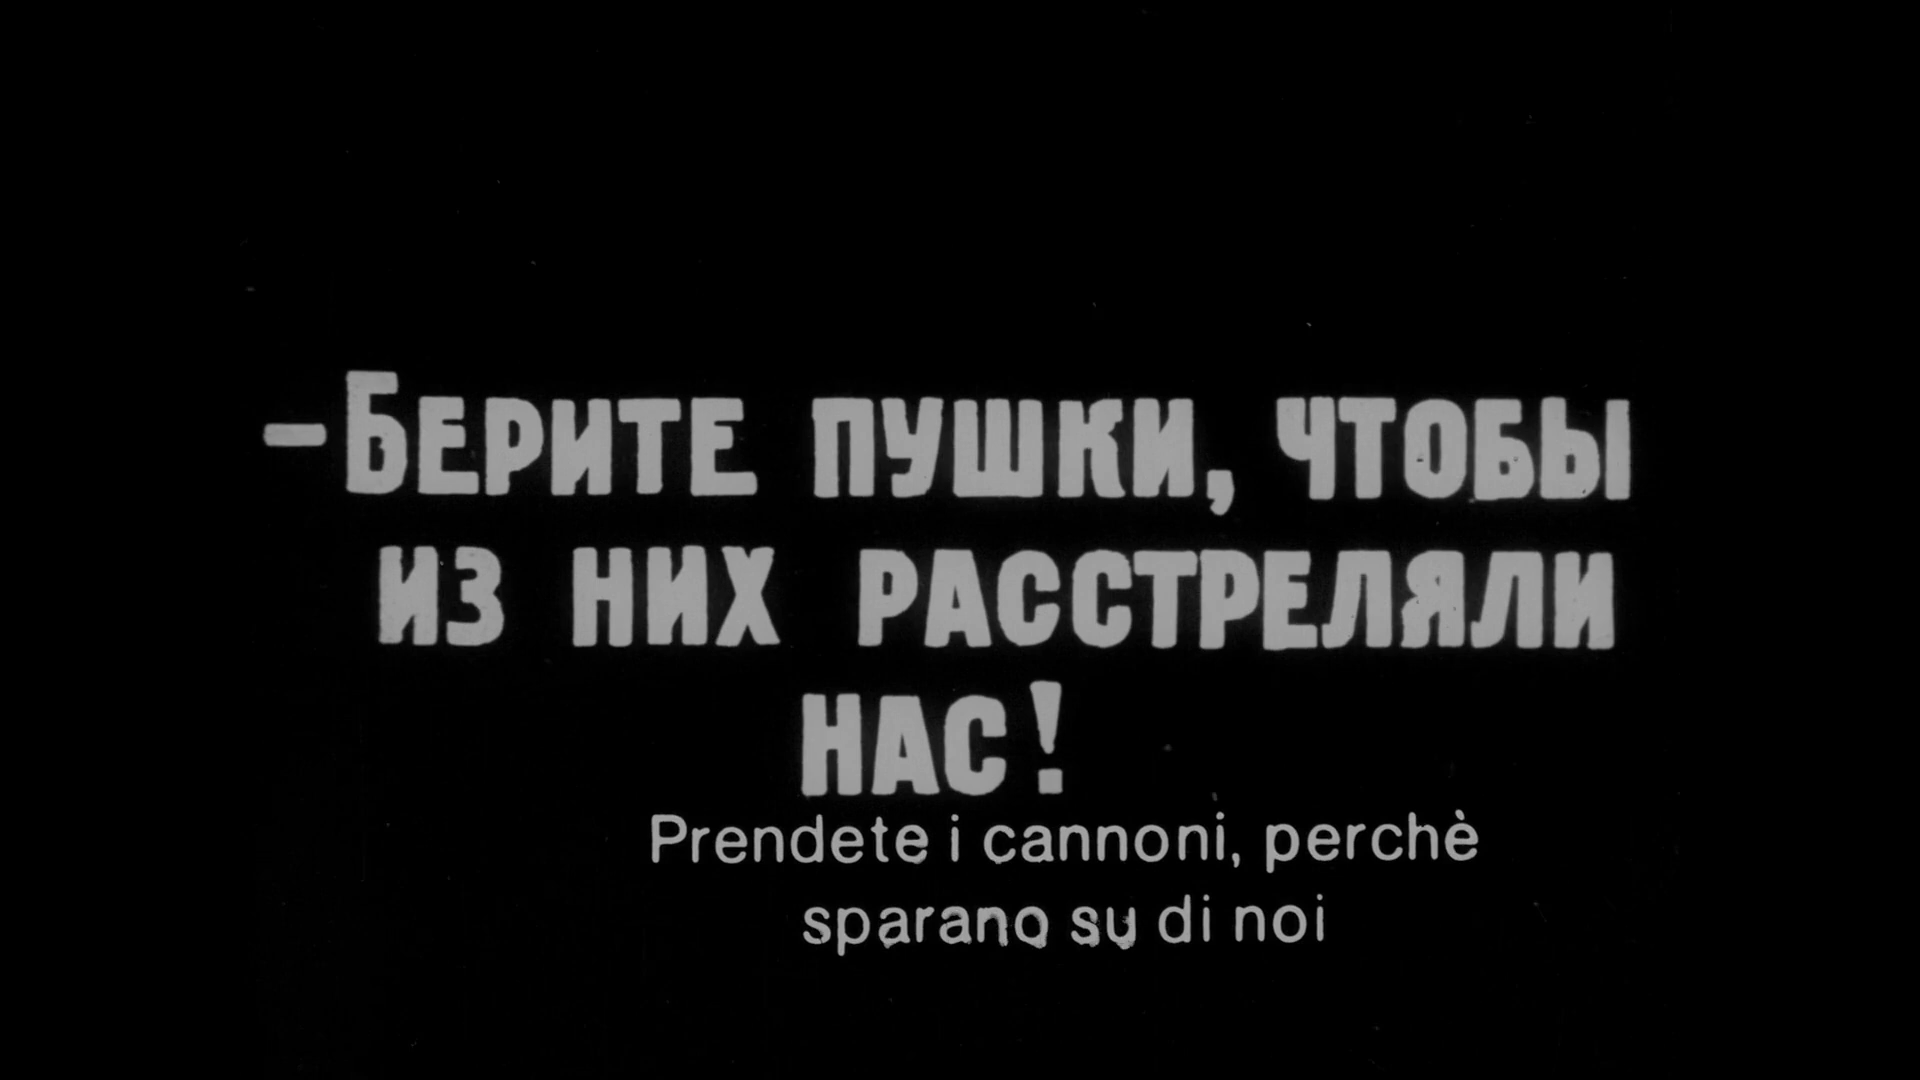 –БЕРИТЕ ПУШКИ, ЧТОБЫ
ИЗ НИХ РАССТРЕЛЯЛИ
НАС!
Prendete i cannoni, perchè
sparano su di noi